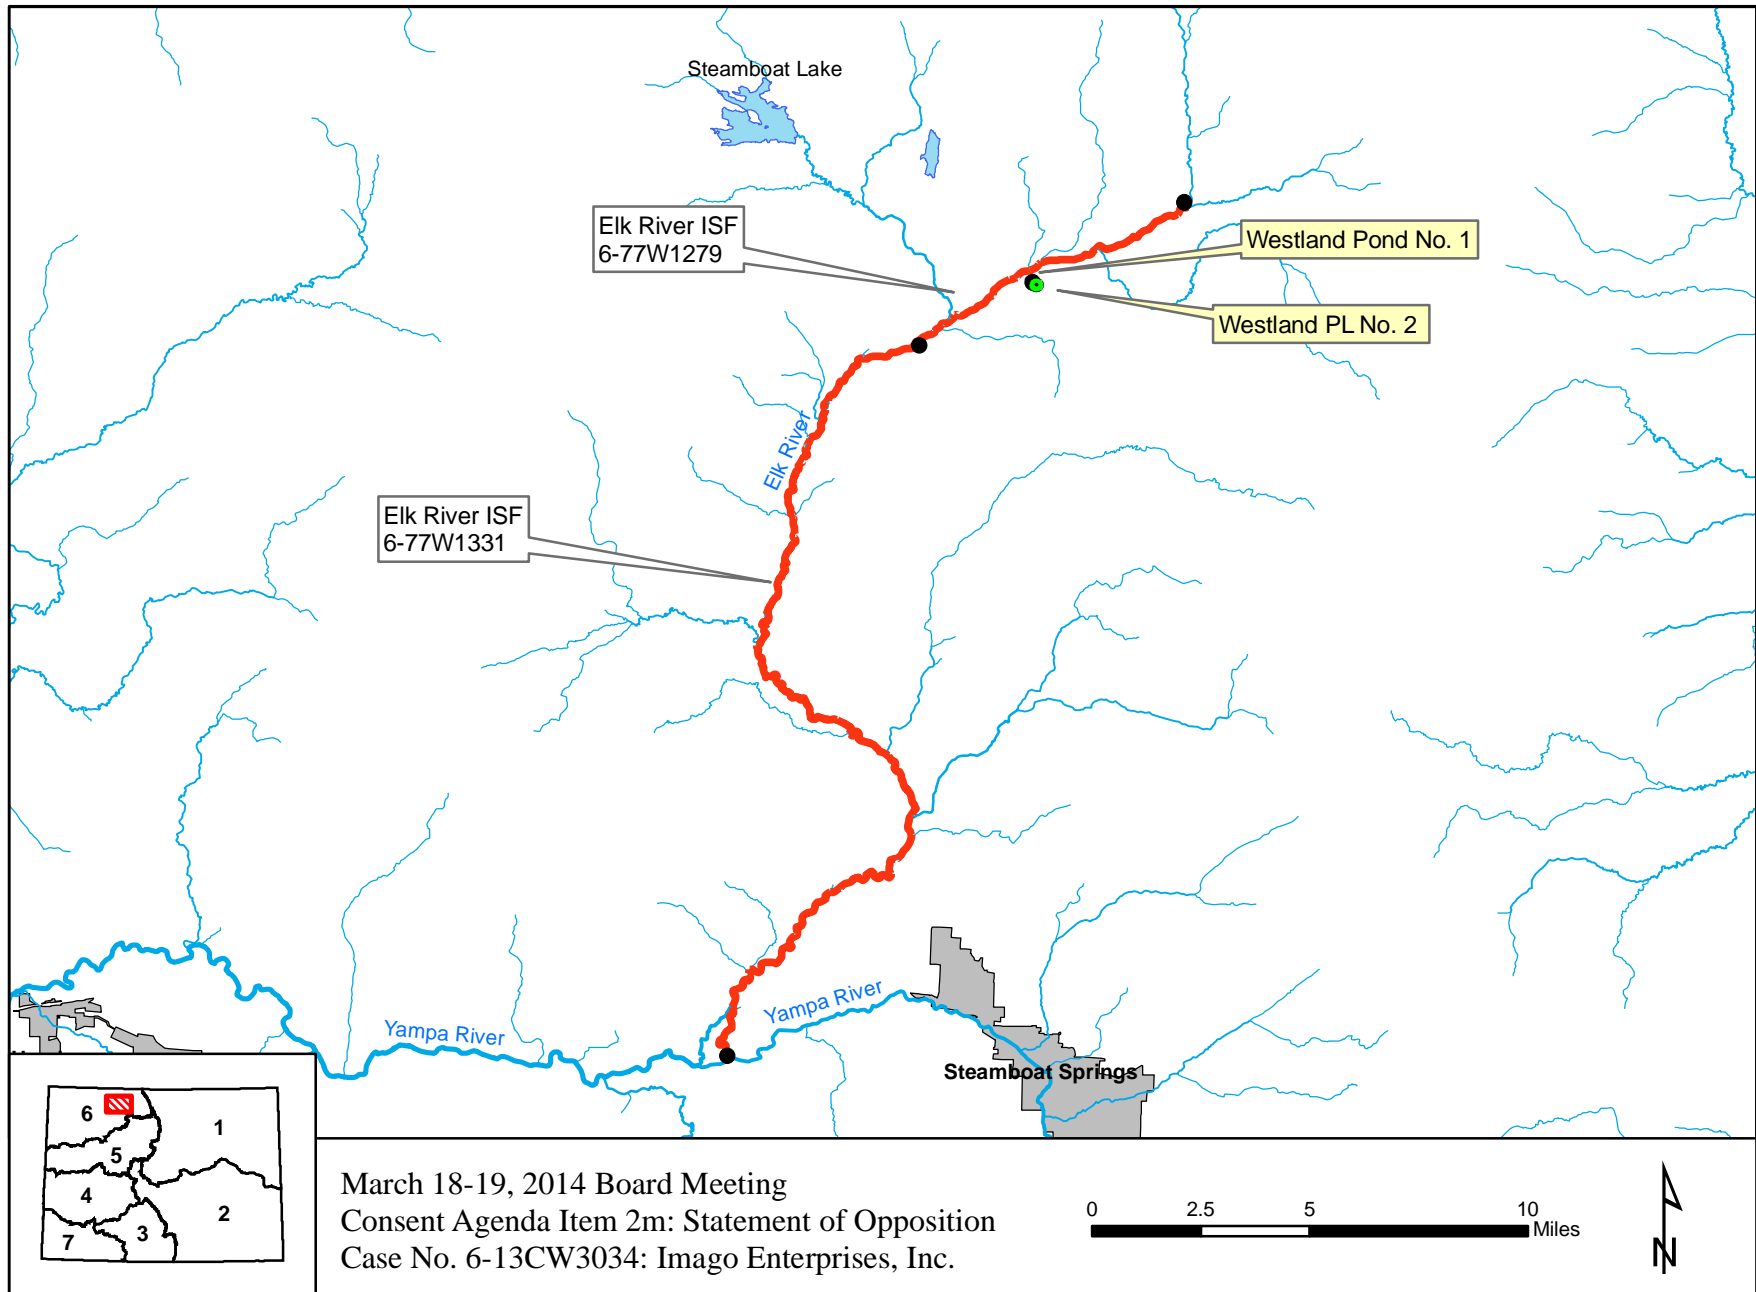 Steamboat Lake
Elk River ISF
6-77W1279
Westland Pond No. 1
Westland PL No. 2
Elk River
Elk River ISF
6-77W1331
Yampa River
Yampa River
Steamboat Springs
6
1
5
4
2
3
7
March 18-19, 2014 Board Meeting
Consent Agenda Item 2m: Statement of Opposition
Case No. 6-13CW3034: Imago Enterprises, Inc.
0 2.5 5 10
Miles
N